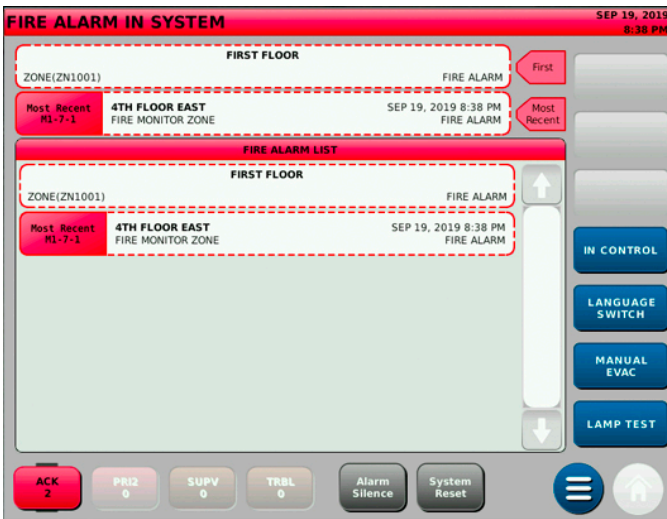 FIRE ALARM IN SYSTEM
SEP 19, 2019
8:38 PM
FIRST FLOOR
ZONE(ZN1001)
FIRE ALARM
First
Most Recent
M1-7-1
4TH FLOOR EAST
FIRE MONITOR ZONE
SEP 19, 2019 8:38 PM
FIRE ALARM
Most
Recent
FIRE ALARM LIST
FIRST FLOOR
ZONE(ZN1001)
FIRE ALARM
Most Recent
M1-7-1
4TH FLOOR EAST
FIRE MONITOR ZONE
SEP 19, 2019 8:38 PM
FIRE ALARM
IN CONTROL
LANGUAGE
SWITCH
MANUAL
EVAC
LAMP TEST
ACK
2
PRI2
0
SUPV
0
TRBL
0
Alarm
Silence
System
Reset